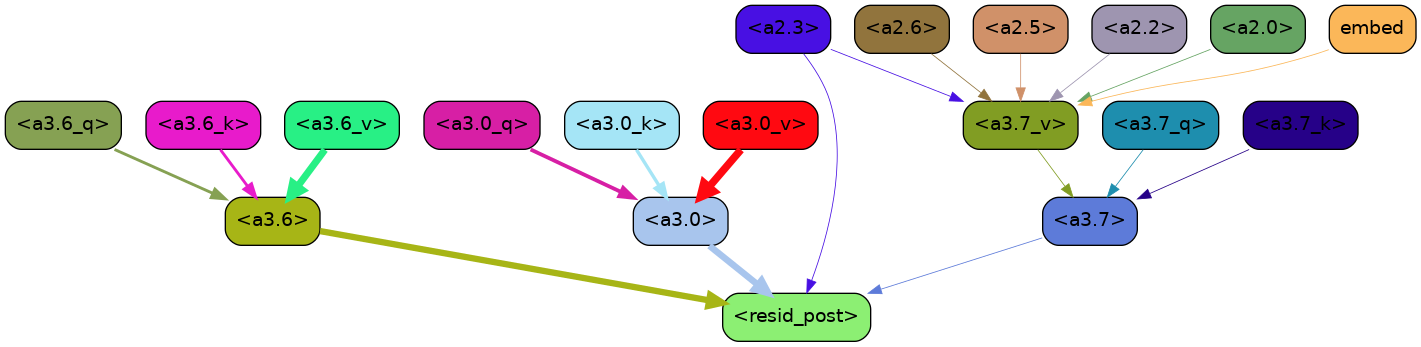 <a2.3> <a2.6> <a2.5> <a2.2> <a2.0> embed
<a3.6_q> <a3.6_k> <a3.6_v> <a3.0_q> <a3.0_k> <a3.0_v> <a3.7_v> <a3.7_q> <a3.7_k>
<a3.6> <a3.0> <a3.7>
<resid_post>